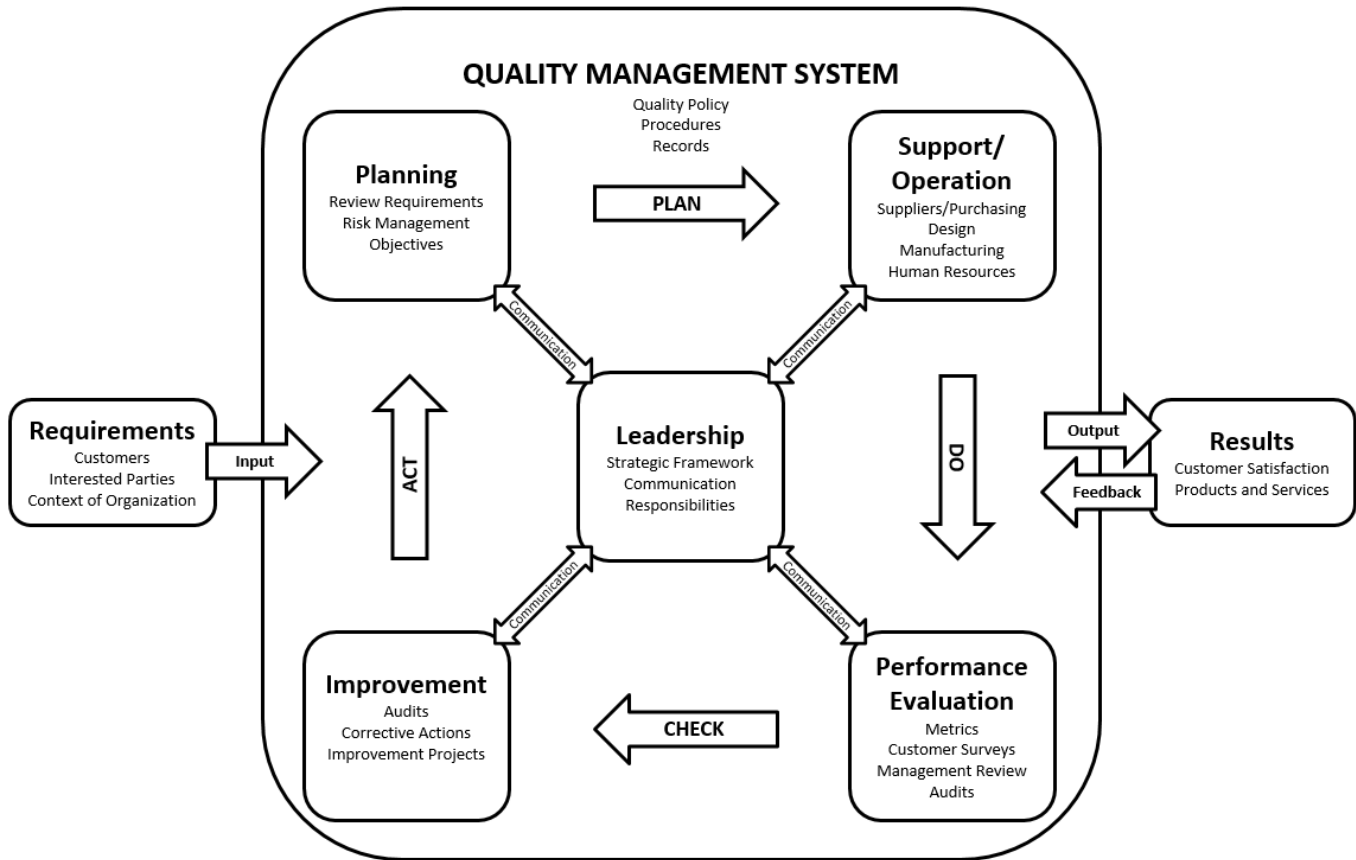 QUALITY MANAGEMENT SYSTEM
Quality Policy
Procedures
Records
Planning
Review Requirements
Risk Management
Objectives
PLAN
Support/
Operation
Suppliers/Purchasing
Design
Manufacturing
Human Resources
Communication
Communication
Requirements
Customers
Interested Parties
Context of Organization
Input
ACT
Leadership
Strategic Framework
Communication
Responsibilities
DO
Output
Feedback
Results
Customer Satisfaction
Products and Services
Communication
Communication
Improvement
Audits
Corrective Actions
Improvement Projects
CHECK
Performance
Evaluation
Metrics
Customer Surveys
Management Review
Audits